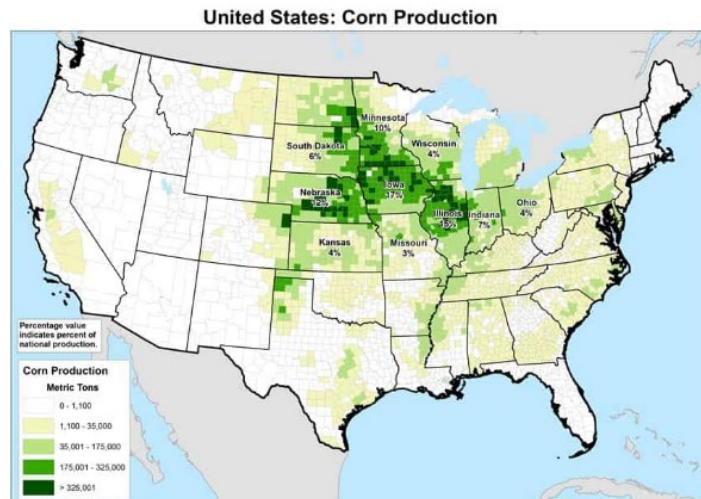 United States: Corn Production
Minnesota
10%
Wisconsin
4%
South Dakota
6%
Iowa
17%
Nebraska
12%
Illinois
15%
Indiana
7%
Ohio
4%
Kansas
4%
Missouri
3%
Percentage value
indicates percent of
national production.
Corn Production
Metric Tons
0 - 1,100
1,100 - 35,000
35,001 - 175,000
175,001 - 325,000
> 325,001